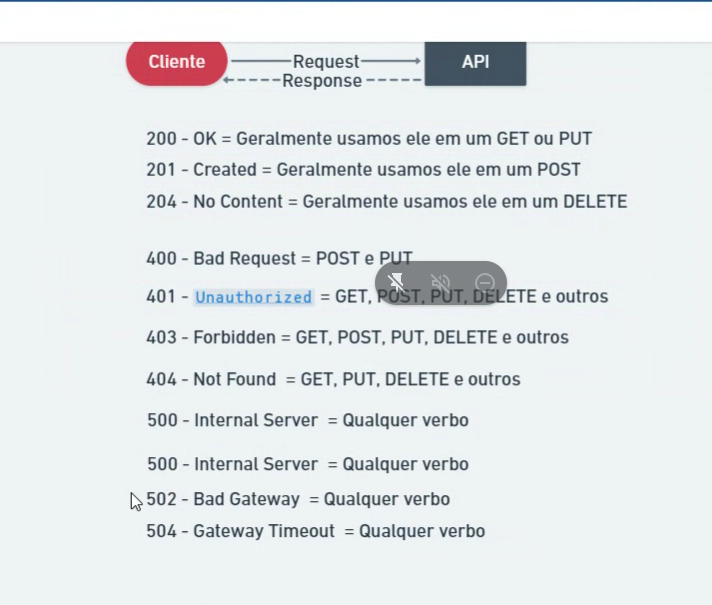 Cliente
Request
API
Response
200 - OK = Geralmente usamos ele em um GET ou PUT
201 - Created = Geralmente usamos ele em um POST
204 - No Content = Geralmente usamos ele em um DELETE
400 - Bad Request = POST e PUT
401 - Unauthorized = GET, POST, PUT, DELETE e outros
403 - Forbidden = GET, POST, PUT, DELETE e outros
404 - Not Found = GET, PUT, DELETE e outros
500 - Internal Server = Qualquer verbo
500 - Internal Server = Qualquer verbo
502 - Bad Gateway = Qualquer verbo
504 - Gateway Timeout = Qualquer verbo